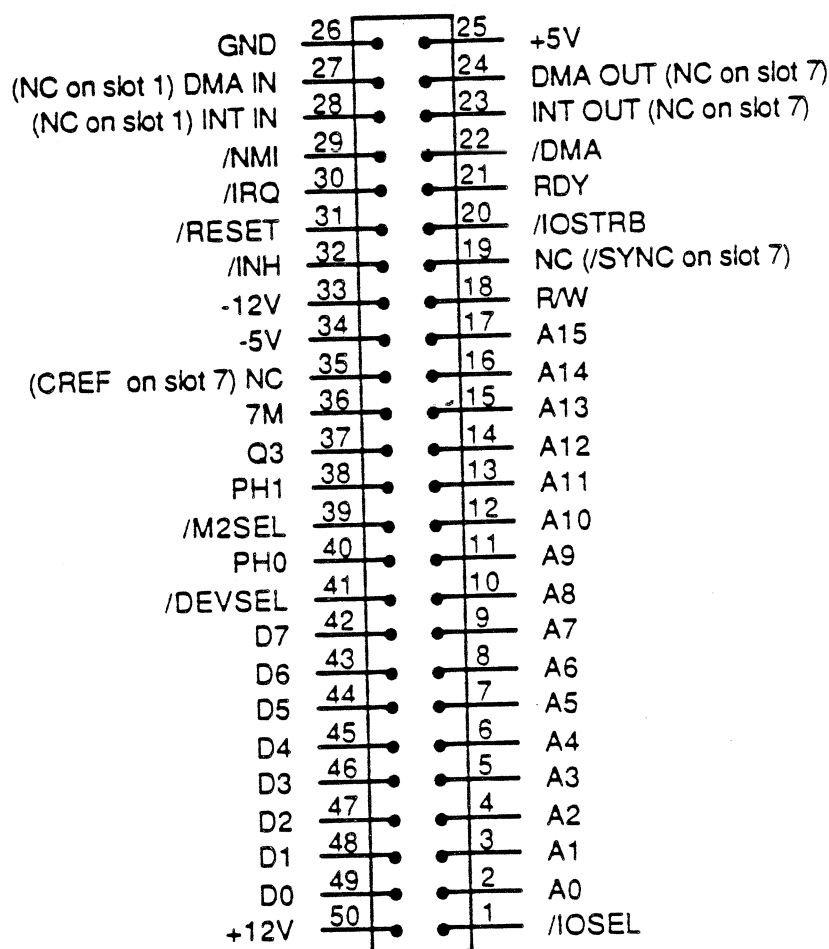 GND 26 25 +5V
(NC on slot 1) DMA IN 27 24 DMA OUT (NC on slot 7)
(NC on slot 1) INT IN 28 23 INT OUT (NC on slot 7)
/NMI 29 22 /DMA
/IRQ 30 21 RDY
/RESET 31 20 /IOSTRB
/INH 32 19 NC (/SYNC on slot 7)
-12V 33 18 R/W
-5V 34 17 A15
(CREF on slot 7) NC 35 16 A14
7M 36 15 A13
Q3 37 14 A12
PH1 38 13 A11
/M2SEL 39 12 A10
PH0 40 11 A9
/DEVSEL 41 10 A8
D7 42 9 A7
D6 43 8 A6
D5 44 7 A5
D4 45 6 A4
D3 46 5 A3
D2 47 4 A2
D1 48 3 A1
D0 49 2 A0
+12V 50 1 /IOSEL